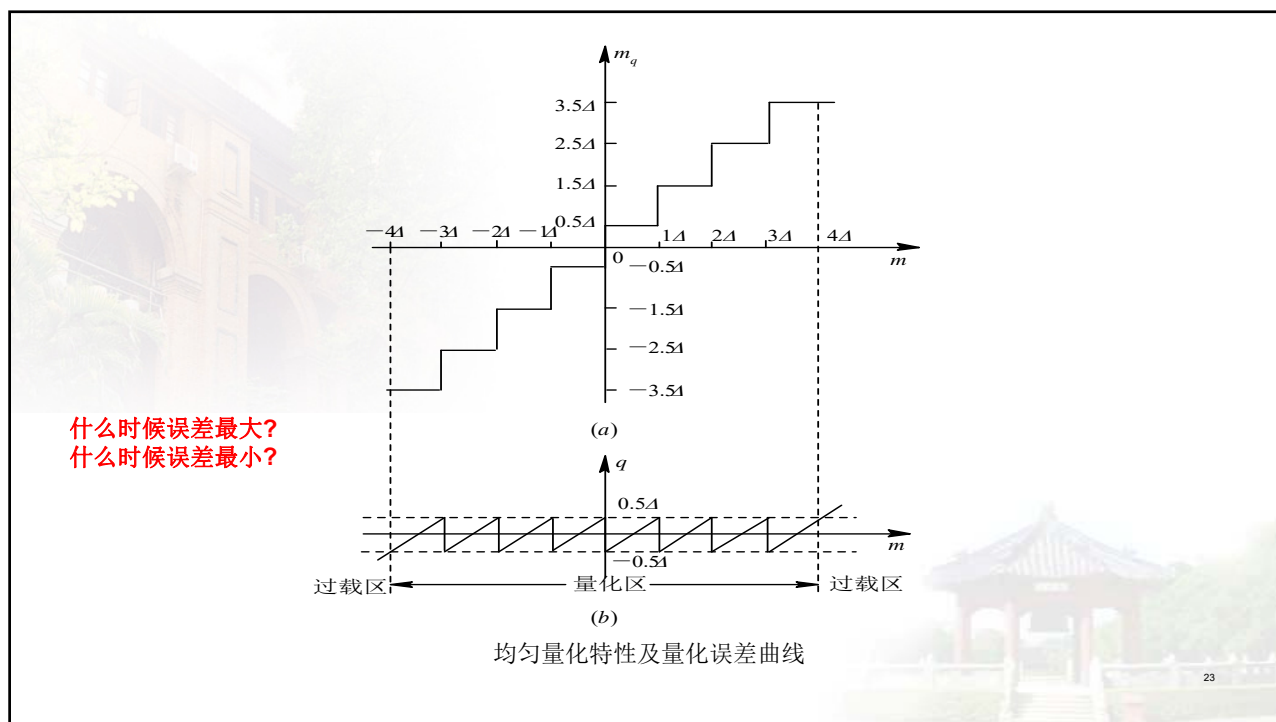 m_q
3.5Δ
2.5Δ
1.5Δ
0.5Δ
－4Δ －3Δ －2Δ －1Δ 1Δ 2Δ 3Δ 4Δ
0 m
－0.5Δ
－1.5Δ
－2.5Δ
－3.5Δ
什么时候误差最大?
什么时候误差最小?
(a)
q
0.5Δ
m
－0.5Δ
过载区 量化区 过载区
(b)
均匀量化特性及量化误差曲线
23